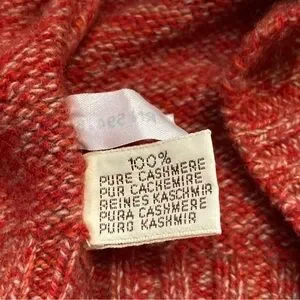 100%
PURE CASHMERE
PUR CACHEMIRE
REINES KASCHMIR
PURA CASHMERE
PURO KASHMIR